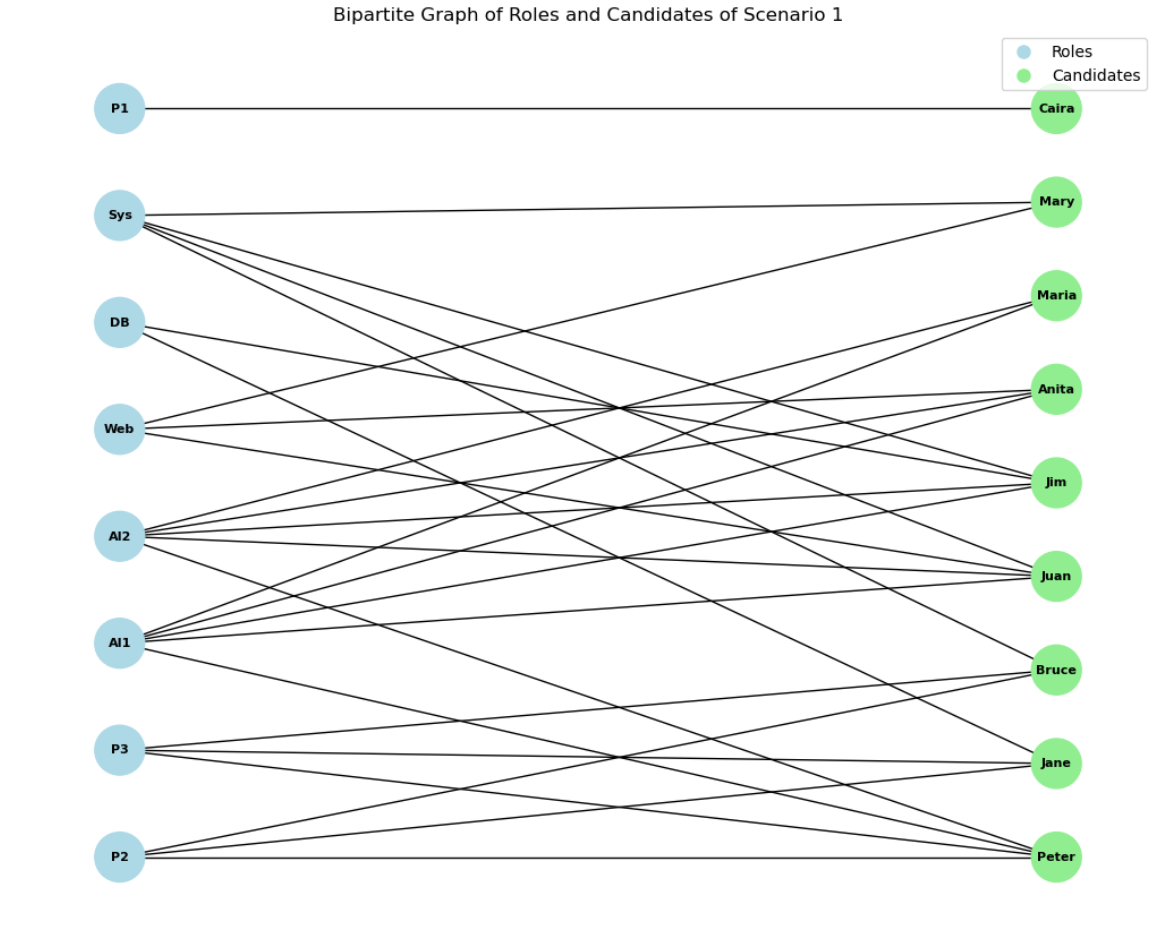 Bipartite Graph of Roles and Candidates of Scenario 1
Roles
Candidates
P1
Caira
Sys
Mary
DB
Maria
Web
Anita
AI2
Jim
AI1
Juan
P3
Bruce
P2
Jane
Peter